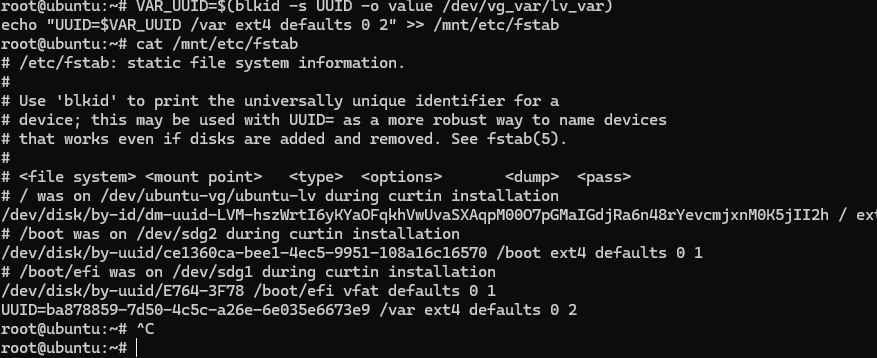 root@ubuntu:~# VAR_UUID=$(blkid -s UUID -o value /dev/vg_var/lv_var)
echo "UUID=$VAR_UUID /var ext4 defaults 0 2" >> /mnt/etc/fstab
root@ubuntu:~# cat /mnt/etc/fstab
# /etc/fstab: static file system information.
#
# Use 'blkid' to print the universally unique identifier for a
# device; this may be used with UUID= as a more robust way to name devices
# that works even if disks are added and removed. See fstab(5).
#
# <file system> <mount point>   <type>  <options>       <dump>  <pass>
# / was on /dev/ubuntu-vg/ubuntu-lv during curtin installation
/dev/disk/by-id/dm-uuid-LVM-hszWrtI6yKYaOFqkhVwUvaSXAqpM00O7pGMaIGdjRa6n48rYevcmjxnM0K5jII2h / ext
# /boot was on /dev/sdg2 during curtin installation
/dev/disk/by-uuid/ce1360ca-bee1-4ec5-9951-108a16c16570 /boot ext4 defaults 0 1
# /boot/efi was on /dev/sdg1 during curtin installation
/dev/disk/by-uuid/E764-3F78 /boot/efi vfat defaults 0 1
UUID=ba878859-7d50-4c5c-a26e-6e035e6673e9 /var ext4 defaults 0 2
root@ubuntu:~# ^C
root@ubuntu:~#